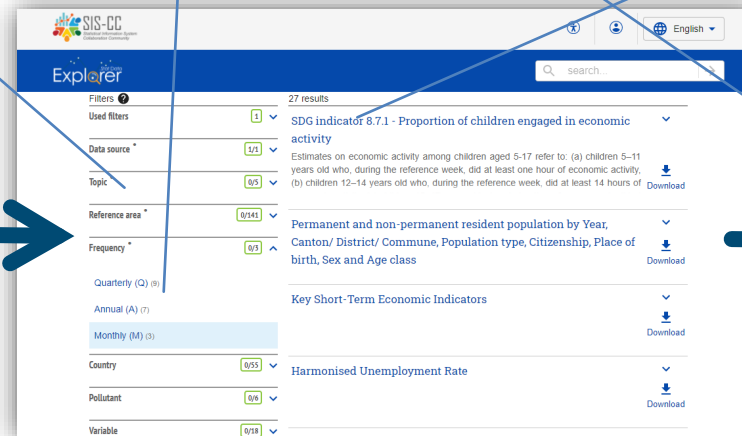 SIS-CC
Statistical Information System
Collaboration Community
English
Explorer
search...
Filters ?
27 results
Used filters 1
Data source * 1/1
Topic * 0/5
Reference area * 0/141
Frequency * 0/3
Quarterly (Q) (9)
Annual (A) (7)
Monthly (M) (3)
Country 0/55
Pollutant 0/6
Variable 0/18
SDG indicator 8.7.1 - Proportion of children engaged in economic
activity
Estimates on economic activity among children aged 5-17 refer to: (a) children 5–11
years old who, during the reference week, did at least one hour of economic activity,
(b) children 12–14 years old who, during the reference week, did at least 14 hours of
Download
Permanent and non-permanent resident population by Year,
Canton/ District/ Commune, Population type, Citizenship, Place of
birth, Sex and Age class
Download
Key Short-Term Economic Indicators
Download
Harmonised Unemployment Rate
Download